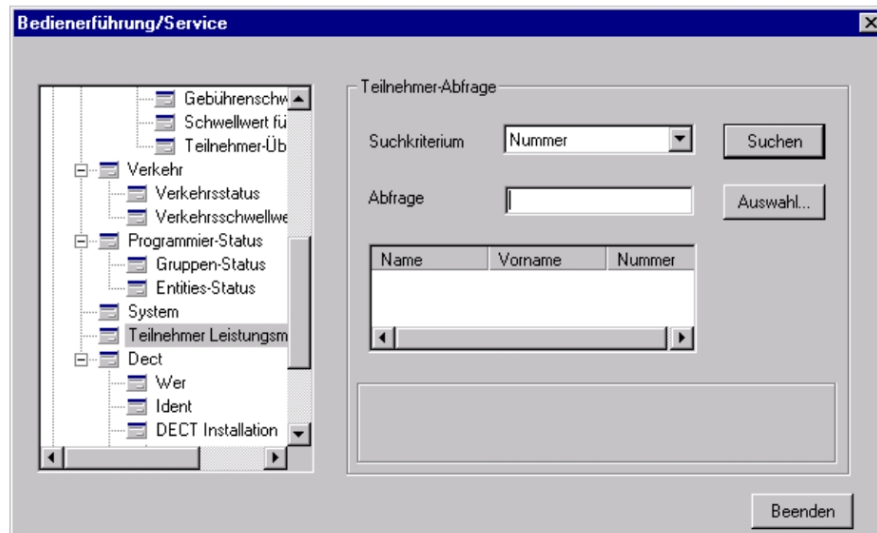 Bedienerführung/Service
Gebührenschw
Schwellwert fü
Teilnehmer-Üb
Verkehr
Verkehrsstatus
Verkehrsschwellwe
Programmier-Status
Gruppen-Status
Entities-Status
System
Teilnehmer Leistungsm
Dect
Wer
Ident
DECT Installation
Teilnehmer-Abfrage
Suchkriterium Nummer Suchen
Abfrage Auswahl...
Name Vorname Nummer
Beenden